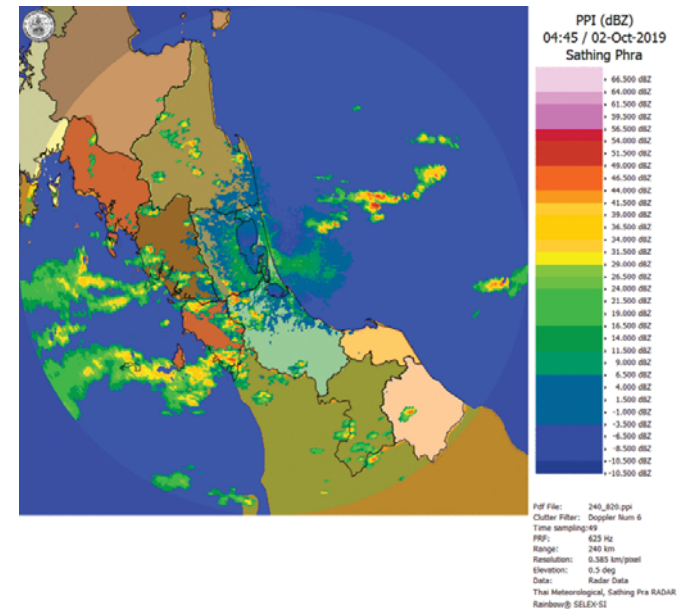 PPI (dBZ)
04:45 / 02-Oct-2019
Sathing Phra
66.500 dBZ
64.000 dBZ
61.500 dBZ
59.300 dBZ
56.500 dBZ
54.000 dBZ
51.500 dBZ
49.000 dBZ
46.500 dBZ
44.000 dBZ
41.500 dBZ
39.000 dBZ
36.500 dBZ
34.000 dBZ
31.500 dBZ
29.000 dBZ
26.500 dBZ
24.000 dBZ
21.500 dBZ
19.000 dBZ
16.500 dBZ
14.000 dBZ
11.500 dBZ
9.000 dBZ
6.500 dBZ
4.000 dBZ
1.500 dBZ
-1.000 dBZ
-3.500 dBZ
-6.500 dBZ
-8.500 dBZ
-10.500 dBZ
-10.500 dBZ
Pdf File: 240_820.ppi
Clutter Filter: Doppler Num 6
Time sampling:49
PRF: 625 Hz
Range: 240 km
Resolution: 0.585 km/pixel
Elevation: 0.5 deg
Data: Radar Data
Thai Meteorological, Sathing Pra RADAR
Rainbow® SELEX-SI